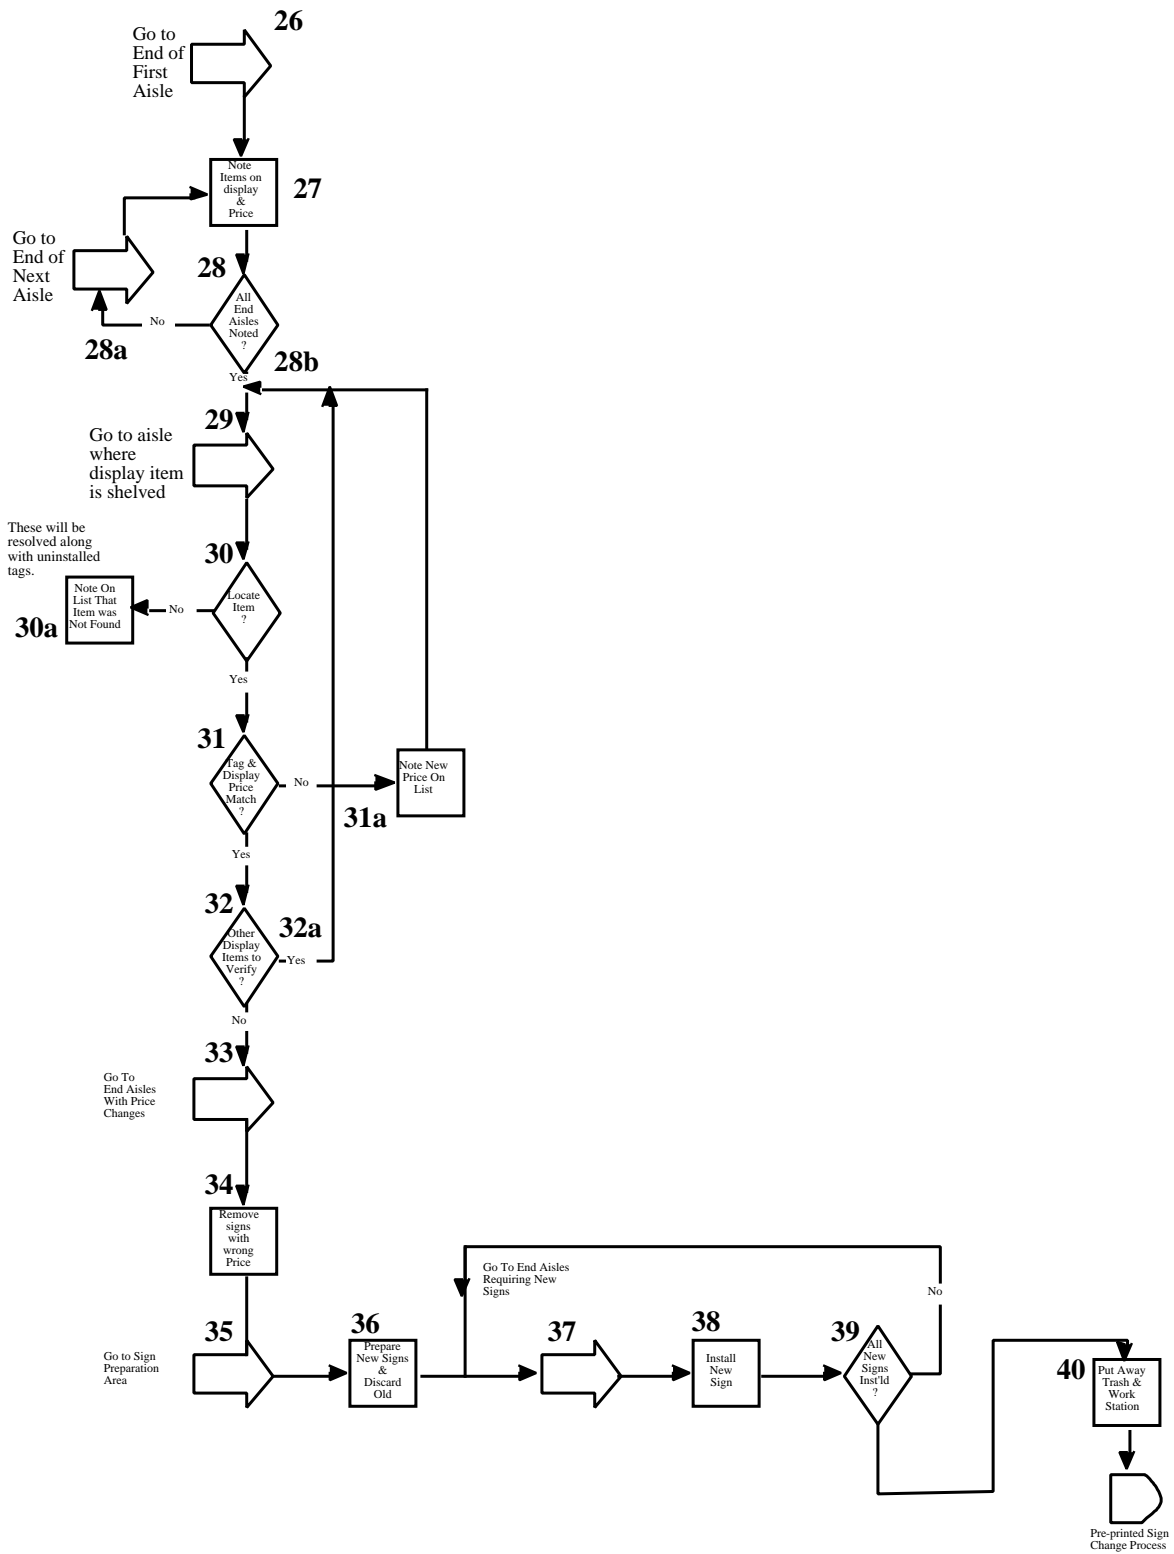 26
Go to
End of
First
Aisle
Note
Items on
display
&
Price
27
Go to
End of
Next
Aisle
28
All
End
Aisles
Noted
?
No
28a
28b
Yes
29
Go to aisle
where
display item
is shelved
These will be
resolved along
with uninstalled
tags.
30
Locate
Item
?
No
Note On
List That
Item was
Not Found
30a
Yes
31
Tag &
Display
Price
Match
?
No
Note New
Price On
List
31a
Yes
32
Other
Display
Items to
Verify
?
32a
Yes
No
33
Go To
End Aisles
With Price
Changes
34
Remove
signs
with
wrong
Price
35
Go to Sign
Preparation
Area
36
Prepare
New Signs
&
Discard
Old
Go To End Aisles
Requiring New
Signs
37
38
Install
New
Sign
39
All
New
Signs
Inst'ld
?
No
40
Put Away
Trash &
Work
Station
Pre-printed Sign
Change Process